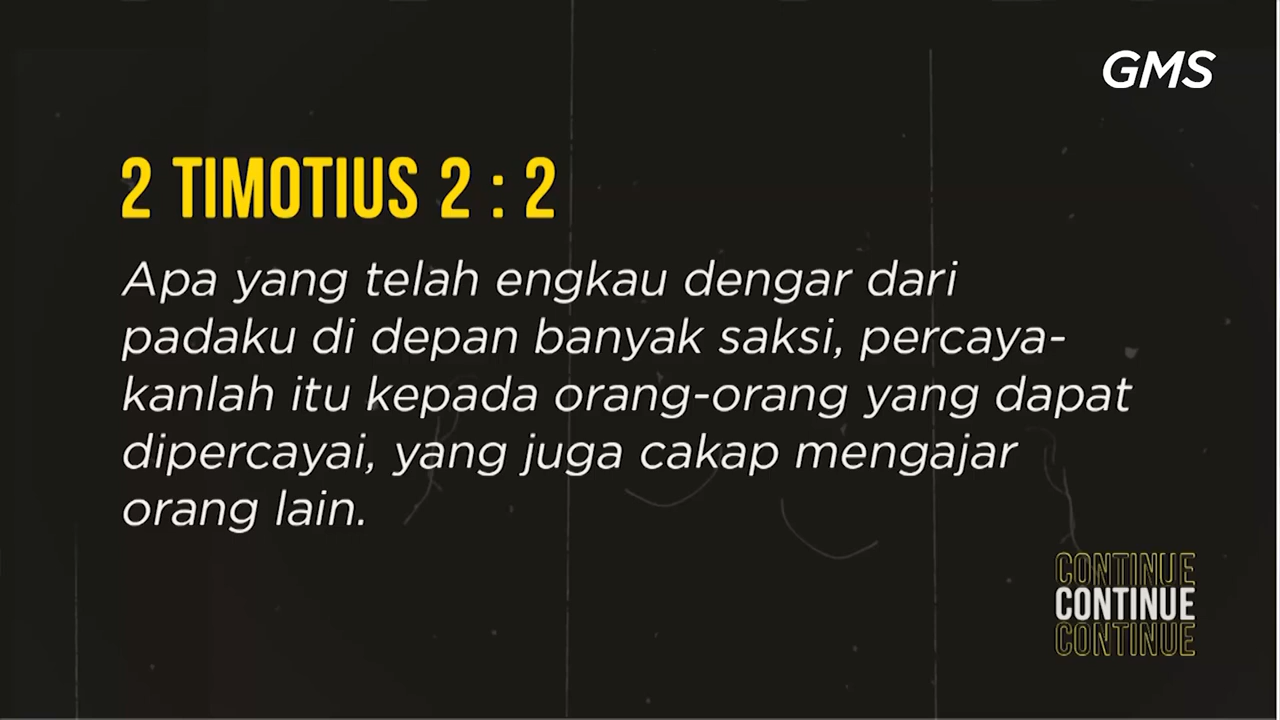 GMS
2 TIMOTIUS 2 : 2
Apa yang telah engkau dengar dari
padaku di depan banyak saksi, percaya-
kanlah itu kepada orang-orang yang dapat
dipercayai, yang juga cakap mengajar
orang lain.
CONTINUE
CONTINUE
CONTINUE